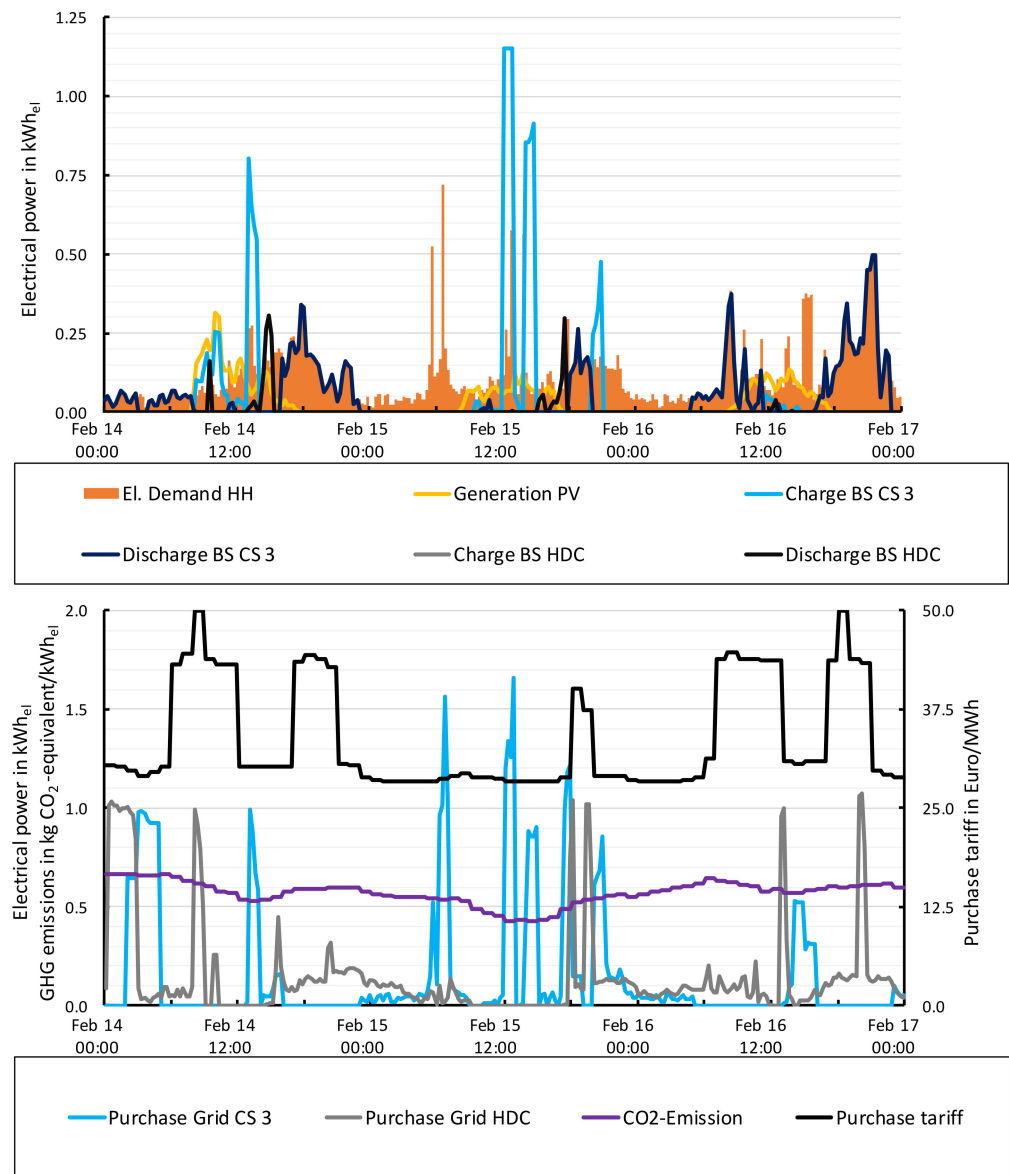 1.25
1.00
0.75
0.50
0.25
0.00
Electrical power in kWhel
Feb 14 Feb 14 Feb 15 Feb 15 Feb 16 Feb 16 Feb 17
00:00 12:00 00:00 12:00 00:00 12:00 00:00
El. Demand HH Generation PV Charge BS CS 3
Discharge BS CS 3 Charge BS HDC Discharge BS HDC
2.0 50.0
1.5 37.5
1.0 25.0
0.5 12.5
0.0 0.0
Electrical power in kWhel
GHG emissions in kg CO2 -equivalent/kWhel
Purchase tariff in Euro/MWh
Feb 14 Feb 14 Feb 15 Feb 15 Feb 16 Feb 16 Feb 17
00:00 12:00 00:00 12:00 00:00 12:00 00:00
Purchase Grid CS 3 Purchase Grid HDC CO2-Emission Purchase tariff